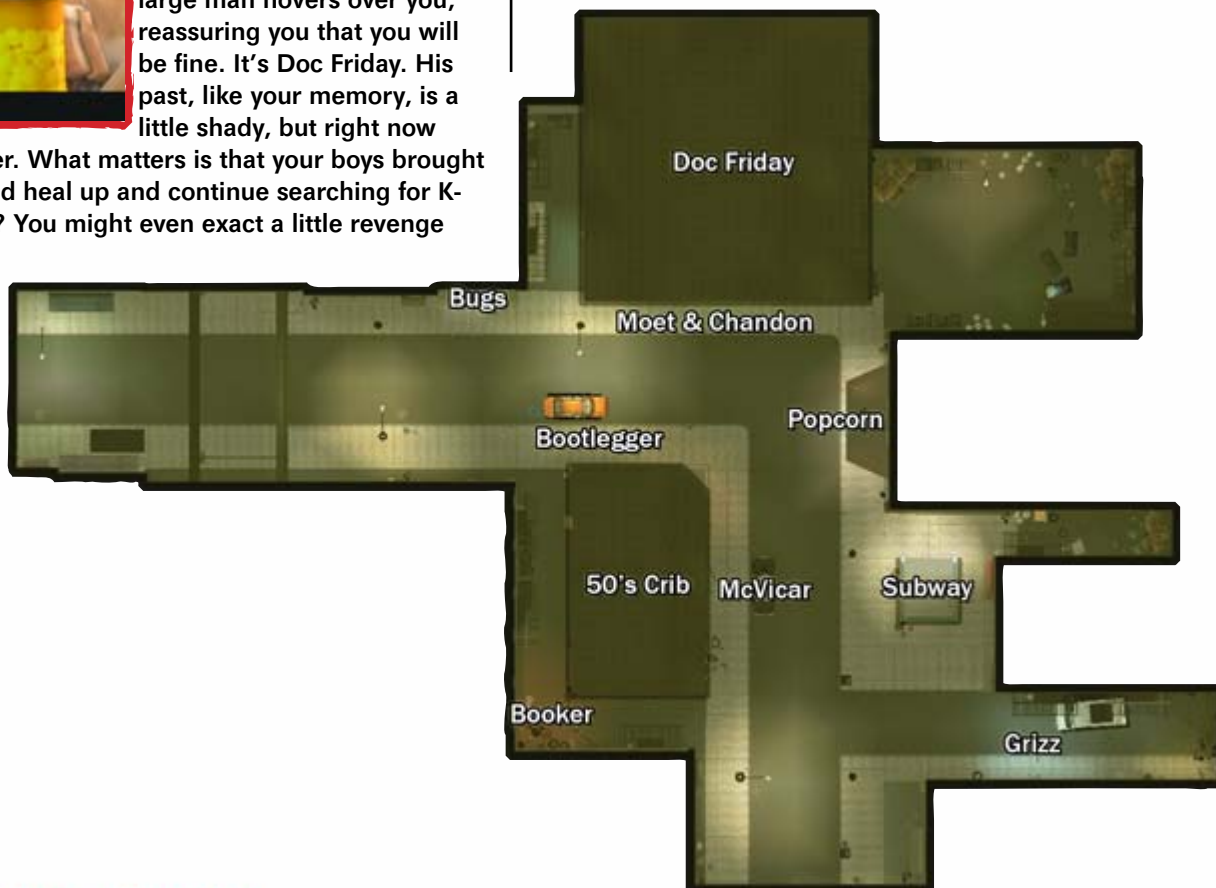 large man hovers over you,
reassuring you that you will
be fine. It's Doc Friday. His
past, like your memory, is a
little shady, but right now
er. What matters is that your boys brought
d heal up and continue searching for K-
? You might even exact a little revenge
Doc Friday
Bugs
Moet & Chandon
Popcorn
Bootlegger
50's Crib
McVicar
Subway
Booker
Grizz